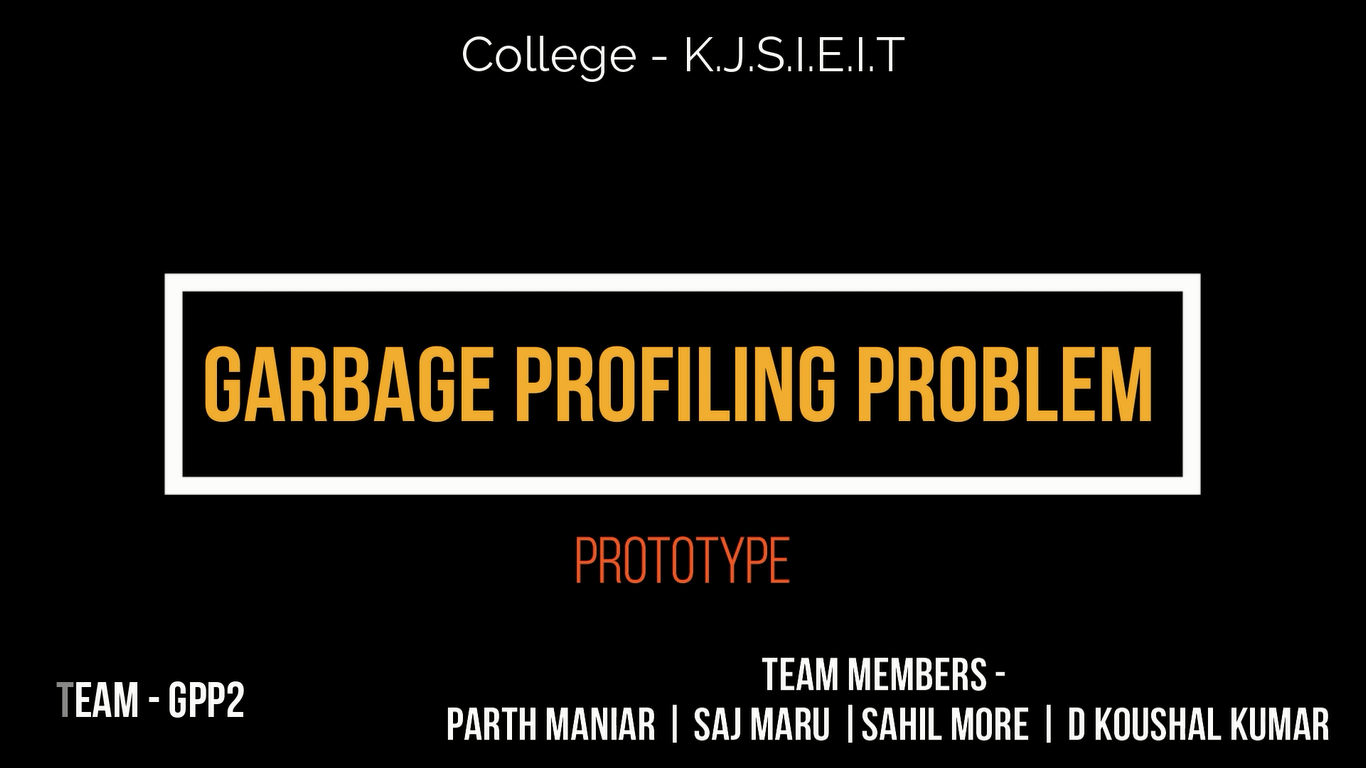 College - K.J.S.I.E.I.T
GARBAGE PROFILING PROBLEM
PROTOTYPE
TEAM - GPP2
TEAM MEMBERS -
PARTH MANIAR | SAJ MARU |SAHIL MORE | D KOUSHAL KUMAR